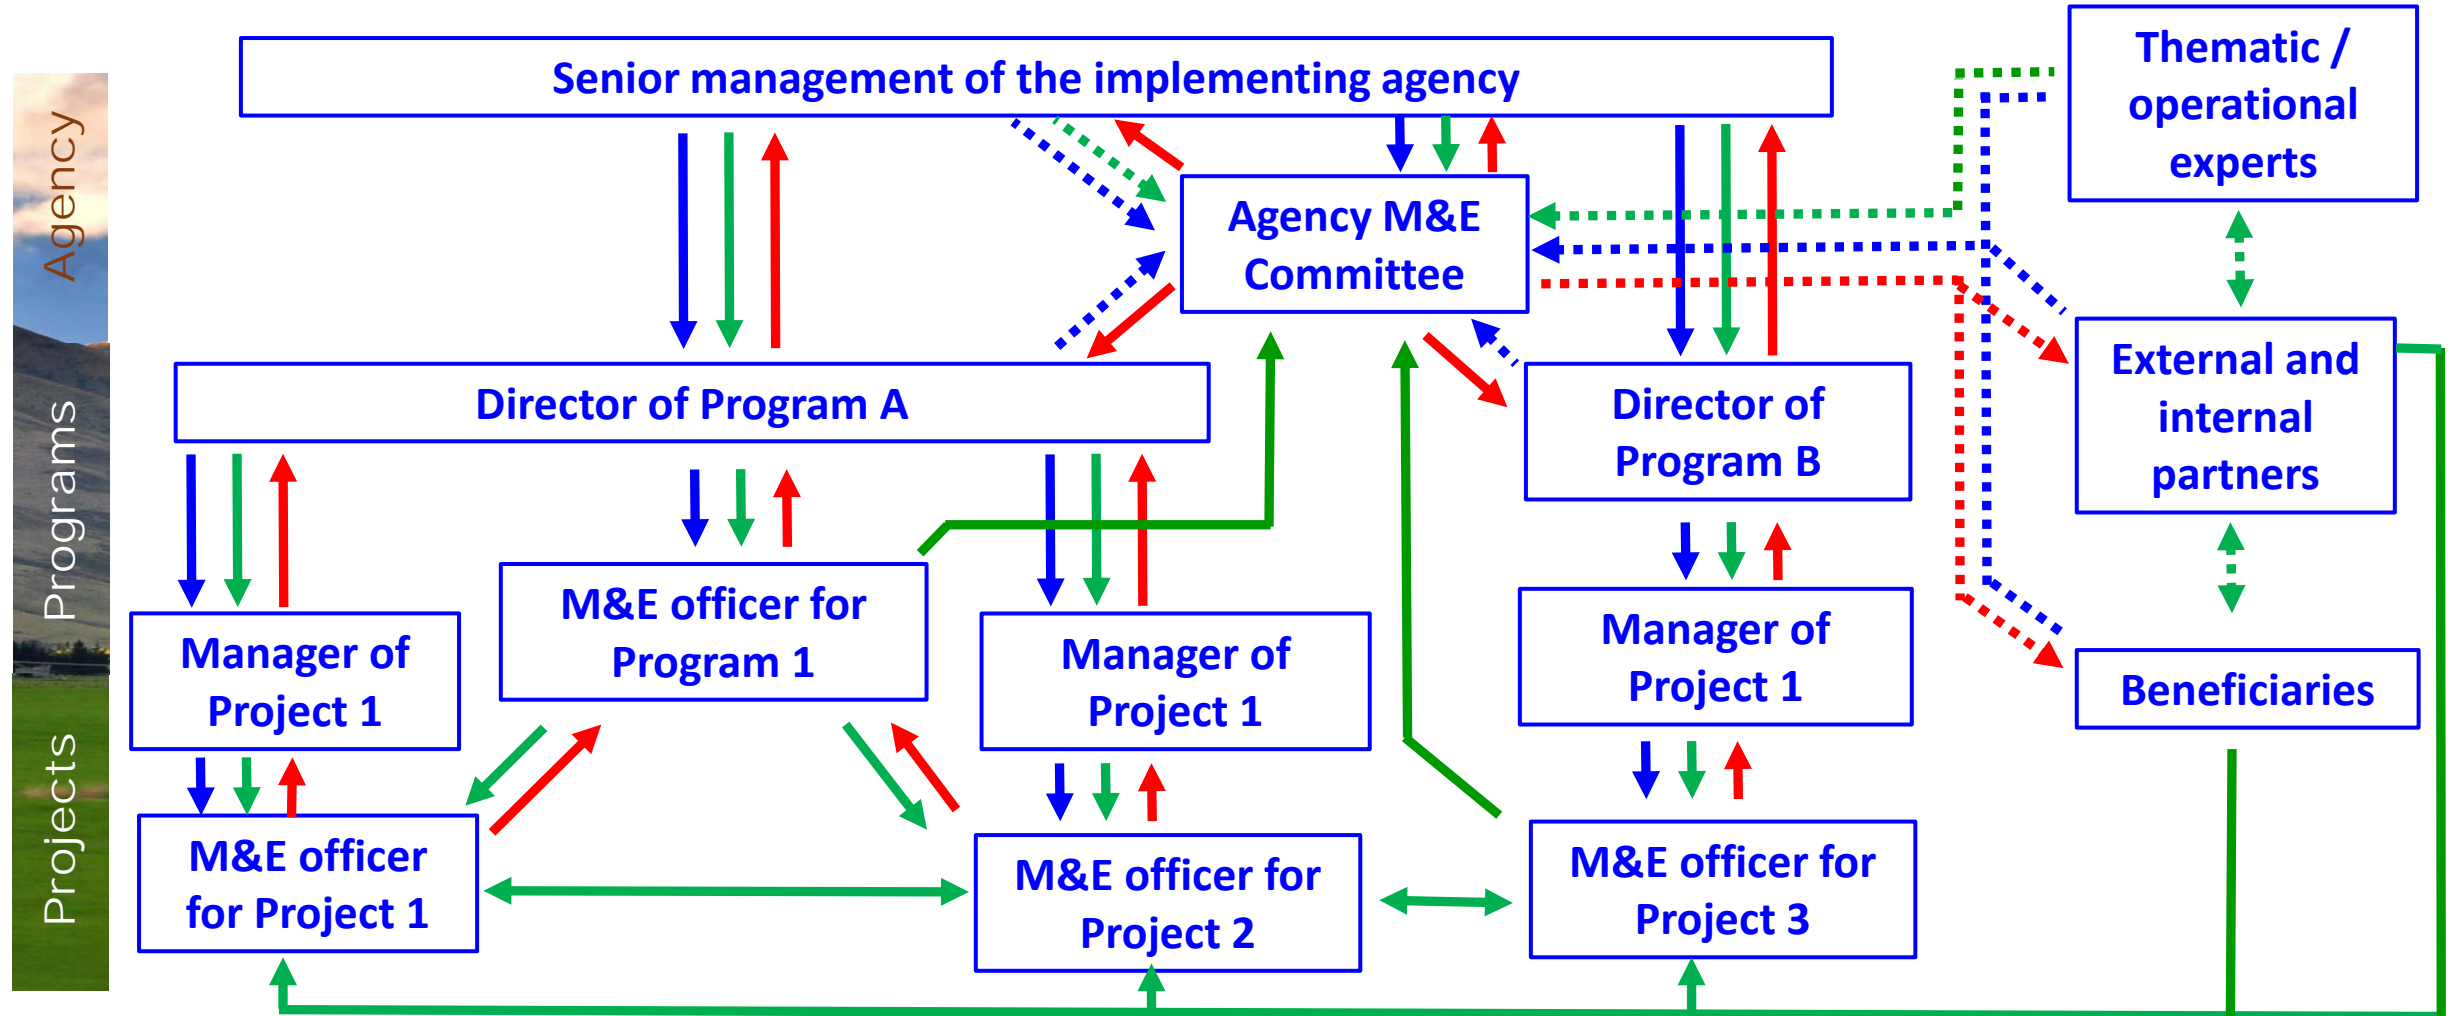 Senior management of the implementing agency
Thematic /
operational
experts
Agency
Agency M&E
Committee
External and
internal
partners
Programs
Director of Program A
Director of
Program B
M&E officer for
Program 1
Manager of
Project 1
Manager of
Project 1
Manager of
Project 1
Beneficiaries
Projects
M&E officer
for Project 1
M&E officer for
Project 2
M&E officer for
Project 3